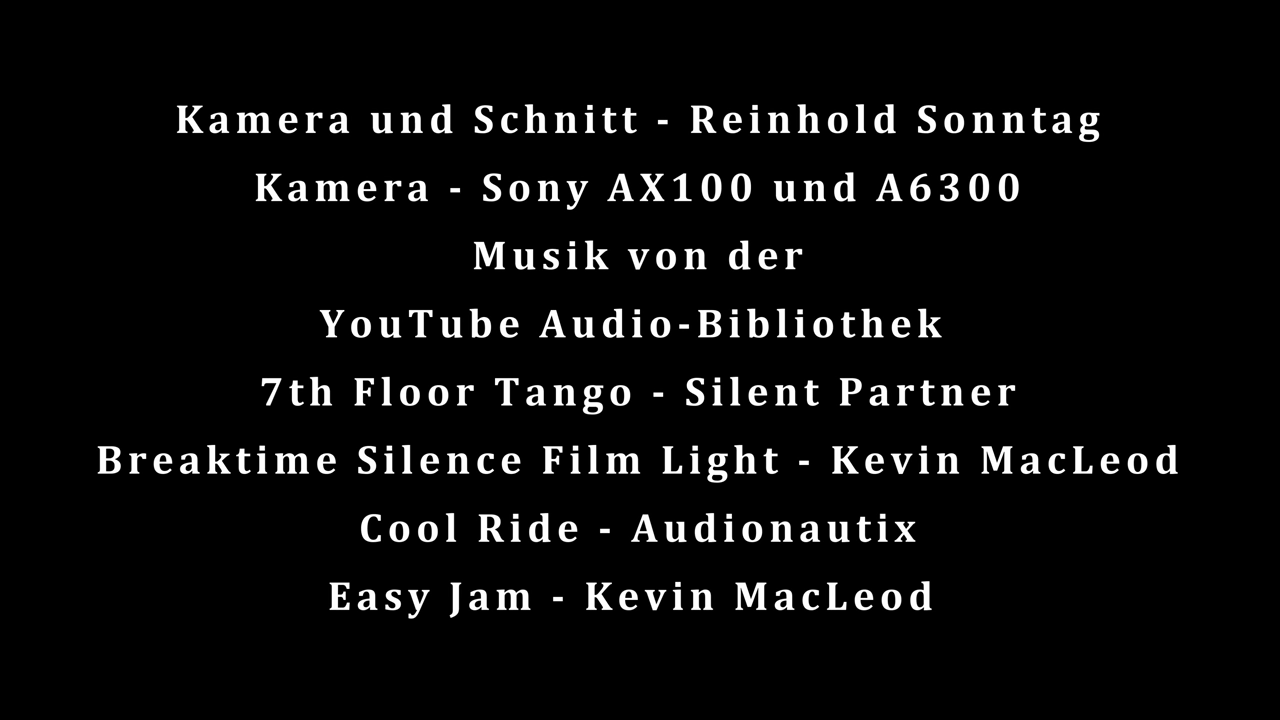 Kamera und Schnitt - Reinhold Sonntag
Kamera - Sony AX100 und A6300
Musik von der
YouTube Audio-Bibliothek
7th Floor Tango - Silent Partner
Breaktime Silence Film Light - Kevin MacLeod
Cool Ride - Audionautix
Easy Jam - Kevin MacLeod